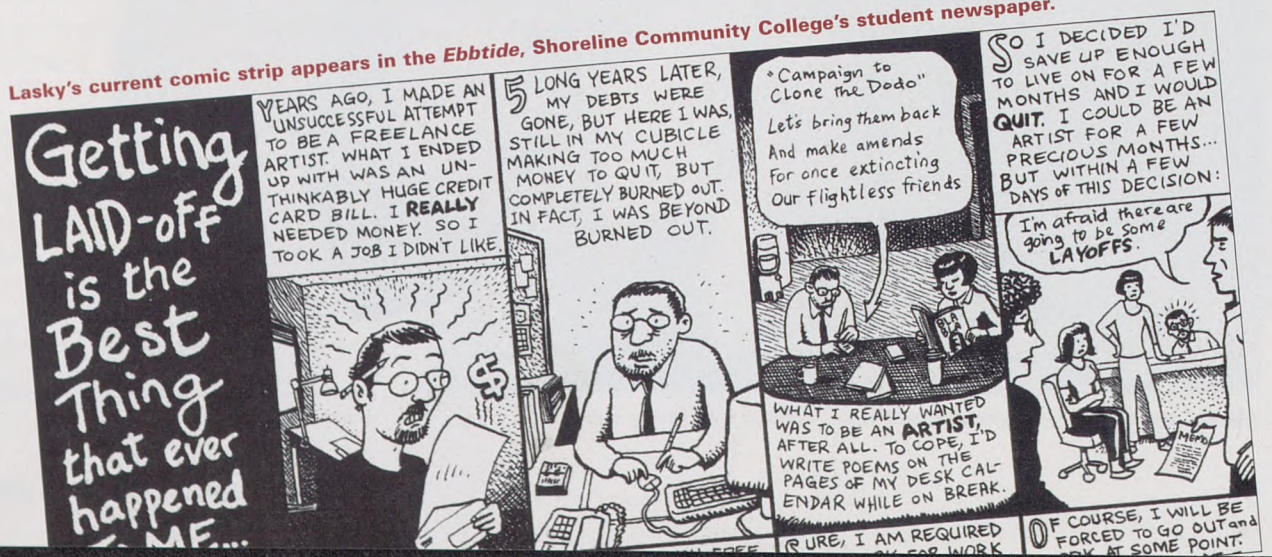 Lasky's current comic strip appears in the Ebbtide, Shoreline Community College's student newspaper.
Getting
LAID-off
is the
Best
Thing
that ever
happened
ME...
YEARS AGO, I MADE AN
UNSUCCESSFUL ATTEMPT
TO BE A FREELANCE
ARTIST. WHAT I ENDED
UP WITH WAS AN UN-
THINKABLY HUGE CREDIT
CARD BILL. I REALLY
NEEDED MONEY. SO I
TOOK A JOB I DIDN'T LIKE.
$
5 LONG YEARS LATER,
MY DEBTS WERE
GONE, BUT HERE I WAS,
STILL IN MY CUBICLE
MAKING TOO MUCH
MONEY TO QUIT, BUT
COMPLETELY BURNED OUT.
IN FACT, I WAS BEYOND
BURNED OUT.
"Campaign to
Clone the Dodo"
Let's bring them back
And make amends
For once extincting
Our flightless friends
BLA
BLA
WHAT I REALLY WANTED
WAS TO BE AN ARTIST,
AFTER ALL. TO COPE, I'D
WRITE POEMS ON THE
PAGES OF MY DESK CAL-
ENDAR WHILE ON BREAK.
SO I DECIDED I'D
SAVE UP ENOUGH
TO LIVE ON FOR A FEW
MONTHS AND I WOULD
QUIT. I COULD BE AN
ARTIST FOR A FEW
PRECIOUS MONTHS...
BUT WITHIN A FEW
DAYS OF THIS DECISION:
I'm afraid there are
going to be some
LAYOFFS.
MEMO
FREE
SURE, I AM REQUIRED
FOR WORK
OF COURSE, I WILL BE
FORCED TO GO OUT and
AT SOME POINT.